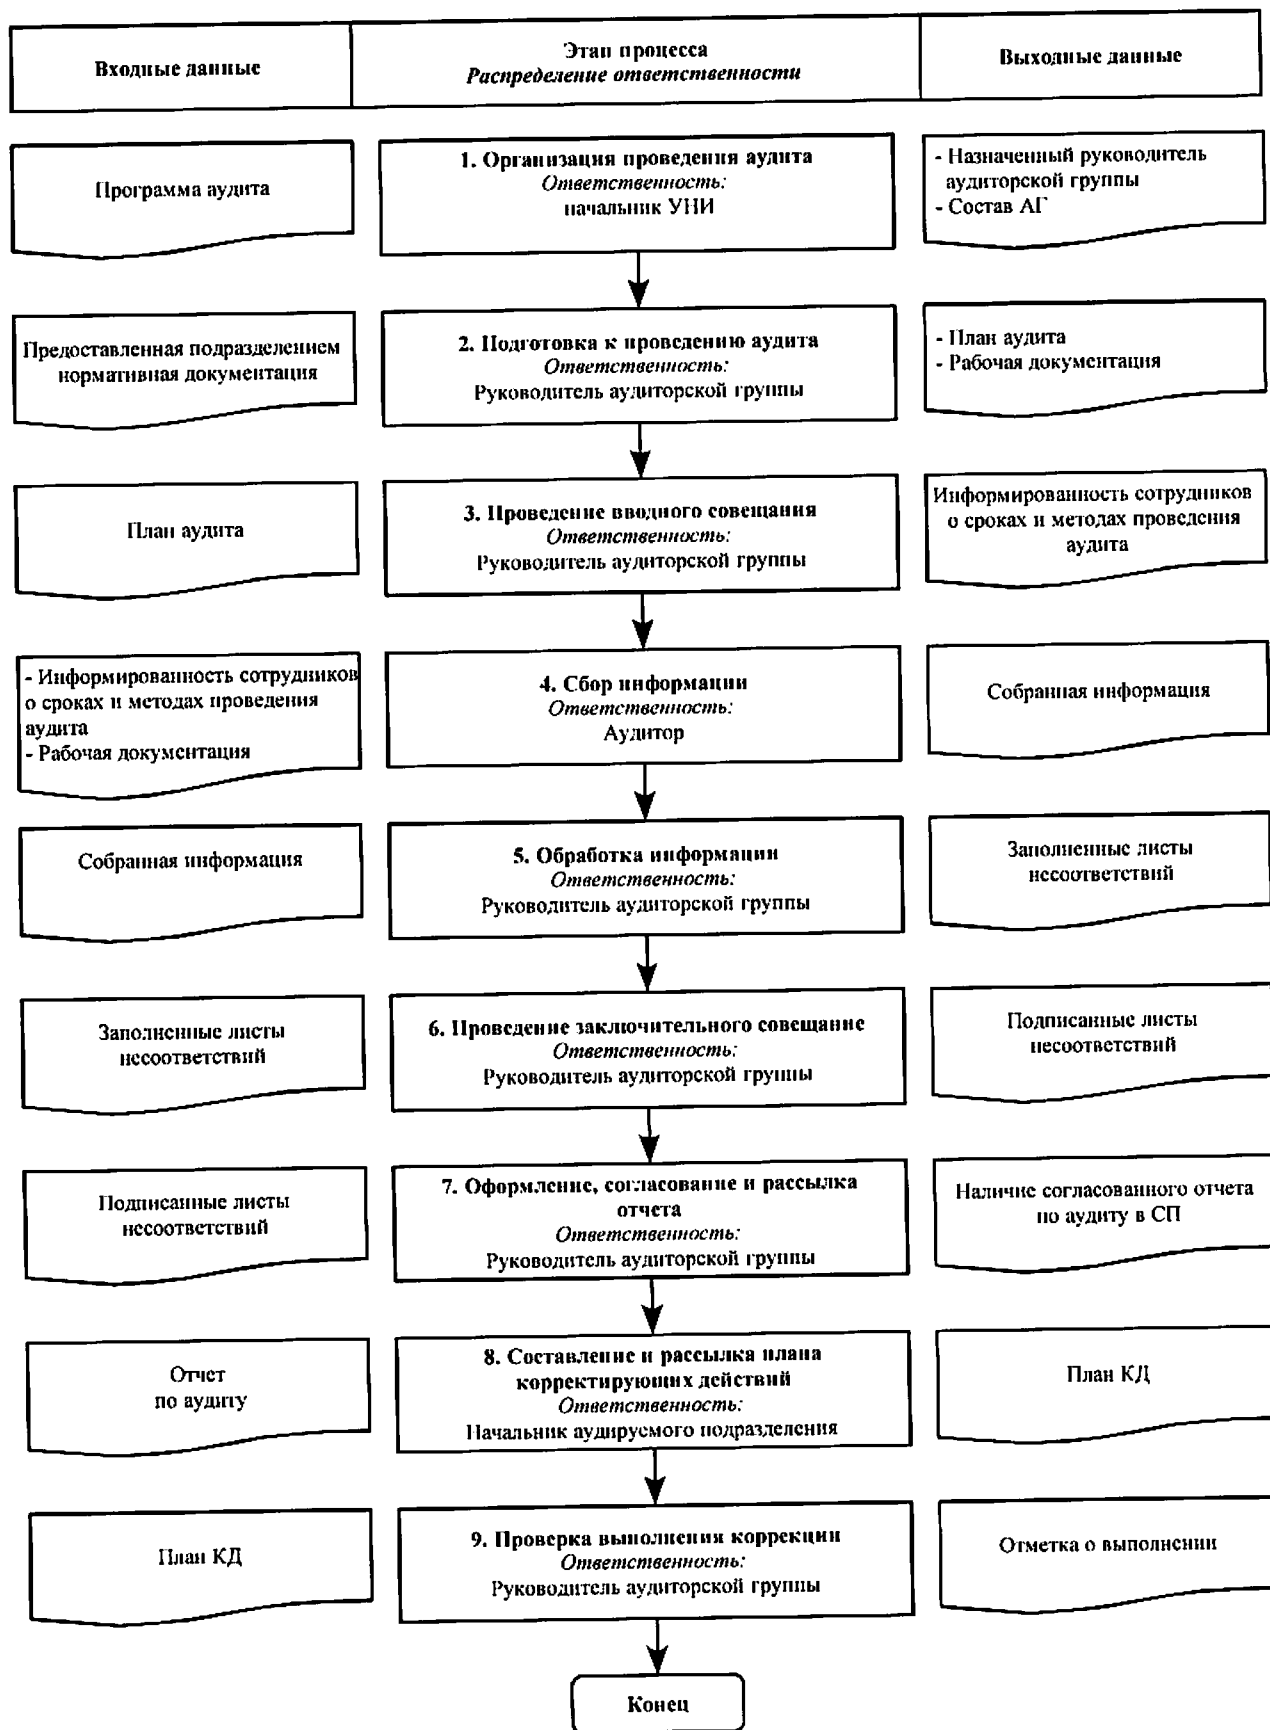 Входные данные
Этап процесса
Распределение ответственности
Выходные данные
Программа аудита
1. Организация проведения аудита
Ответственность:
начальник УНИ
- Назначенный руководитель
аудиторской группы
- Состав АГ
Предоставленная подразделением
нормативная документация
2. Подготовка к проведению аудита
Ответственность:
Руководитель аудиторской группы
- План аудита
- Рабочая документация
План аудита
3. Проведение вводного совещания
Ответственность:
Руководитель аудиторской группы
Информированность сотрудников
о сроках и методах проведения
аудита
- Информированность сотрудников
о сроках и методах проведения
аудита
- Рабочая документация
4. Сбор информации
Ответственность:
Аудитор
Собранная информация
Собранная информация
5. Обработка информации
Ответственность:
Руководитель аудиторской группы
Заполненные листы
несоответствий
Заполненные листы
несоответствий
6. Проведение заключительного совещание
Ответственность:
Руководитель аудиторской группы
Подписанные листы
несоответствий
Подписанные листы
несоответствий
7. Оформление, согласование и рассылка
отчета
Ответственность:
Руководитель аудиторской группы
Наличие согласованного отчета
по аудиту в СП
Отчет
по аудиту
8. Составление и рассылка плана
корректирующих действий
Ответственность:
Начальник аудируемого подразделения
План КД
План КД
9. Проверка выполнения коррекции
Ответственность:
Руководитель аудиторской группы
Отметка о выполнении
Конец